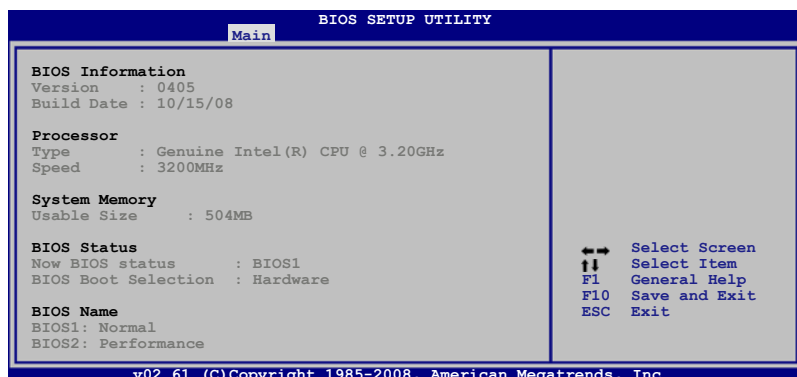 BIOS SETUP UTILITY
Main
BIOS Information
Version : 0405
Build Date : 10/15/08
Processor
Type : Genuine Intel(R) CPU @ 3.20GHz
Speed : 3200MHz
System Memory
Usable Size : 504MB
BIOS Status
Now BIOS status : BIOS1
BIOS Boot Selection : Hardware
BIOS Name
BIOS1: Normal
BIOS2: Performance
←→ Select Screen
↑↓ Select Item
F1 General Help
F10 Save and Exit
ESC Exit
v02.61 (C)Copyright 1985-2008, American Megatrends, Inc.